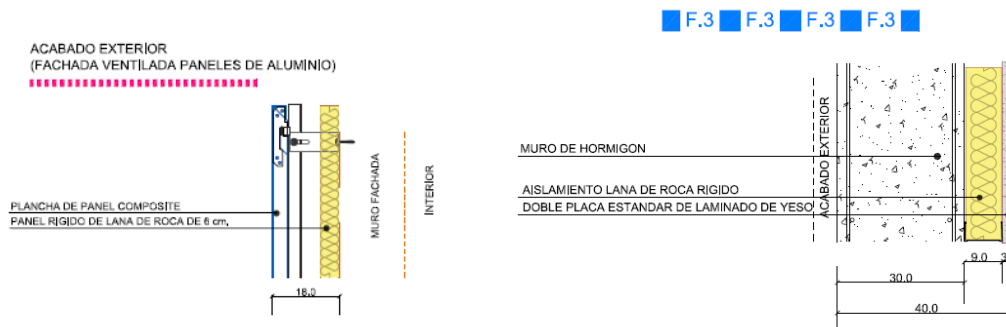 ACABADO EXTERIOR
(FACHADA VENTILADA PANELES DE ALUMINIO)
PLANCHA DE PANEL COMPOSITE
PANEL RIGIDO DE LANA DE ROCA DE 6 cm.
MURO FACHADA
INTERIOR
18.0
F.3 F.3 F.3 F.3
MURO DE HORMIGON
AISLAMIENTO LANA DE ROCA RIGIDO
DOBLE PLACA ESTANDAR DE LAMINADO DE YESO
ACABADO EXTERIOR
9.0 3
30.0
40.0